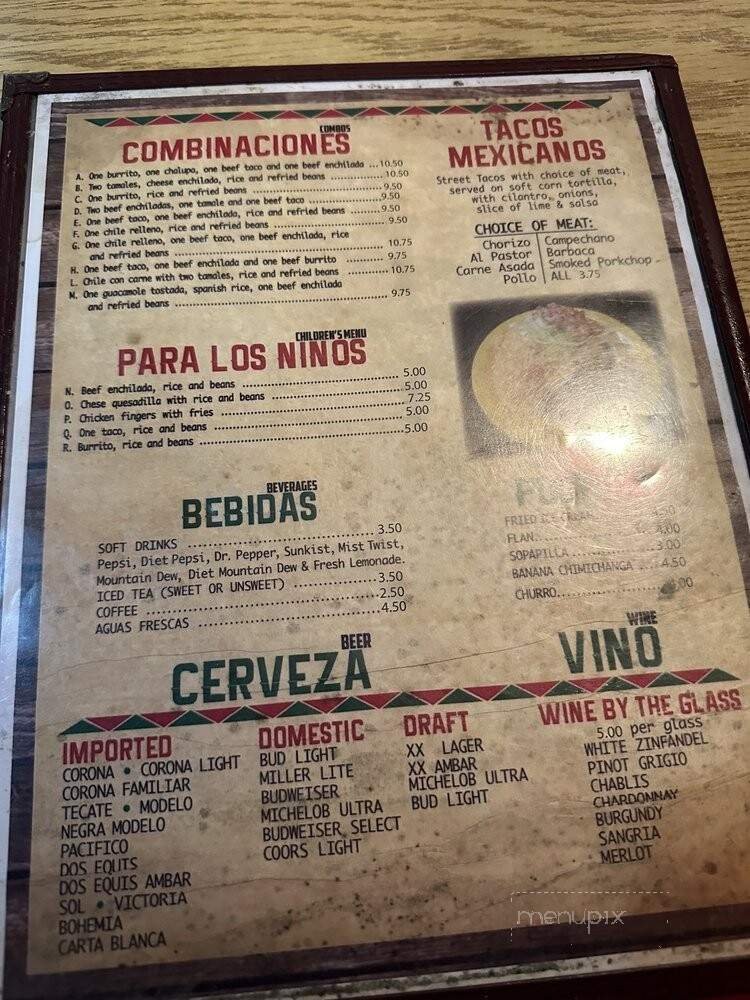 COMBOS
COMBINACIONES
A. One burrito, one chalupa, one beef taco and one beef enchilada ...10.50
B. Two tamales, cheese enchilada, rice and refried beans ........ 10.50
C. One burrito, rice and refried beans ........ 9.50
D. Two beef enchiladas, one tamale and one beef taco ........ 9.50
E. One beef taco, one beef enchilada, rice and refried beans ........ 9.50
F. One chile relleno, rice and refried beans ........ 9.50
G. One chile relleno, one beef taco, one beef enchilada, rice
and refried beans ........ 10.75
H. One beef taco, one beef enchilada and one beef burrito ........ 9.75
L. Chile con carne with two tamales, rice and refried beans ........ 10.75
M. One guacamole tostada, spanish rice, one beef enchilada
and refried beans ........ 9.75
TACOS
MEXICANOS
Street Tacos with choice of meat,
served on soft corn tortilla,
with cilantro, onions,
slice of lime & salsa
CHOICE OF MEAT:
Chorizo
Al Pastor
Carne Asada
Pollo
Campechano
Barbaca
Smoked Porkchop
ALL 3.75
CHILDREN'S MENU
PARA LOS NINOS
N. Beef enchilada, rice and beans ........ 5.00
O. Chese quesadilla with rice and beans ........ 5.00
P. Chicken fingers with fries ........ 7.25
Q. One taco, rice and beans ........ 5.00
R. Burrito, rice and beans ........ 5.00
BEVERAGES
BEBIDAS
SOFT DRINKS ........ 3.50
Pepsi, Diet Pepsi, Dr. Pepper, Sunkist, Mist Twist,
Mountain Dew, Diet Mountain Dew & Fresh Lemonade.
ICED TEA (SWEET OR UNSWEET) ........ 3.50
COFFEE ........ 2.50
AGUAS FRESCAS ........ 4.50
FRIED ICE CREAM
FLAN ........ 4.00
SOPAPILLA ........ 3.00
BANANA CHIMICHANGA .... 4.50
CHURRO........
BEER
CERVEZA
WINE
VINO
IMPORTED
CORONA • CORONA LIGHT
CORONA FAMILIAR
TECATE • MODELO
NEGRA MODELO
PACIFICO
DOS EQUIS
DOS EQUIS AMBAR
SOL • VICTORIA
BOHEMIA
CARTA BLANCA
DOMESTIC
BUD LIGHT
MILLER LITE
BUDWEISER
MICHELOB ULTRA
BUDWEISER SELECT
COORS LIGHT
DRAFT
XX LAGER
XX AMBAR
MICHELOB ULTRA
BUD LIGHT
WINE BY THE GLASS
5.00 per glass
WHITE ZINFANDEL
PINOT GRIGIO
CHABLIS
CHARDONNAY
BURGUNDY
SANGRIA
MERLOT
menupix